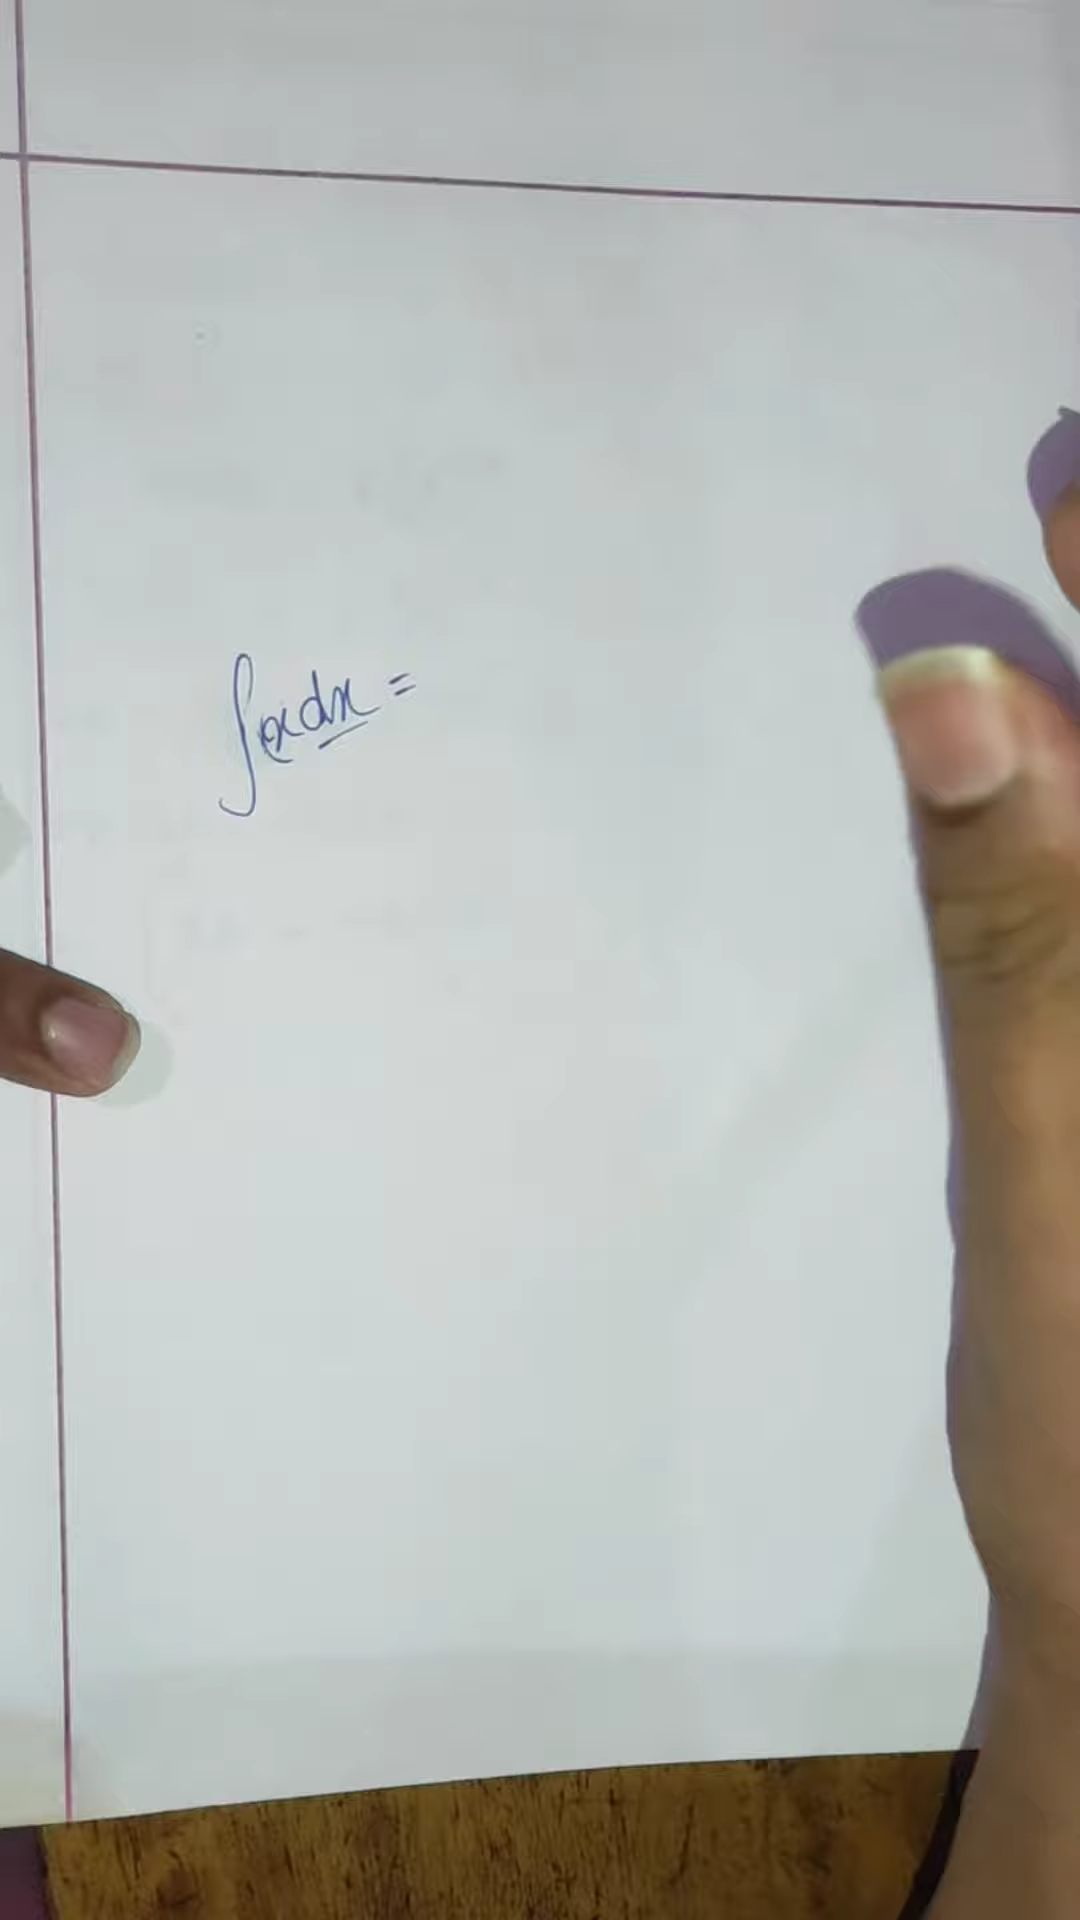 ∫x dx =